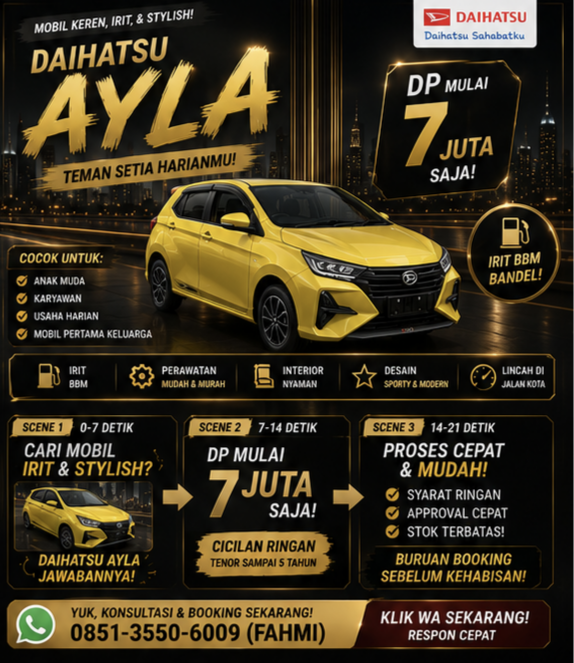 MOBIL KEREN, IRIT, & STYLISH!
DAIHATSU
AYLA
TEMAN SETIA HARIANMU!
DAIHATSU
Daihatsu Sahabatku
DP MULAI
7 JUTA
SAJA!
IRIT BBM
BANDEL!
COCOK UNTUK:
ANAK MUDA
KARYAWAN
USAHA HARIAN
MOBIL PERTAMA KELUARGA
IRIT
BBM
PERAWATAN
MUDAH & MURAH
INTERIOR
NYAMAN
DESAIN
SPORTY & MODERN
LINCAH DI
JALAN KOTA
SCENE 1 0-7 DETIK
CARI MOBIL
IRIT & STYLISH?
DAIHATSU AYLA
JAWABANNYA!
SCENE 2 7-14 DETIK
DP MULAI
7 JUTA
SAJA!
CICILAN RINGAN
TENOR SAMPAI 5 TAHUN
SCENE 3 14-21 DETIK
PROSES CEPAT
& MUDAH!
SYARAT RINGAN
APPROVAL CEPAT
STOK TERBATAS!
BURUAN BOOKING
SEBELUM KEHABISAN!
YUK, KONSULTASI & BOOKING SEKARANG!
0851-3550-6009 (FAHMI)
KLIK WA SEKARANG!
RESPON CEPAT